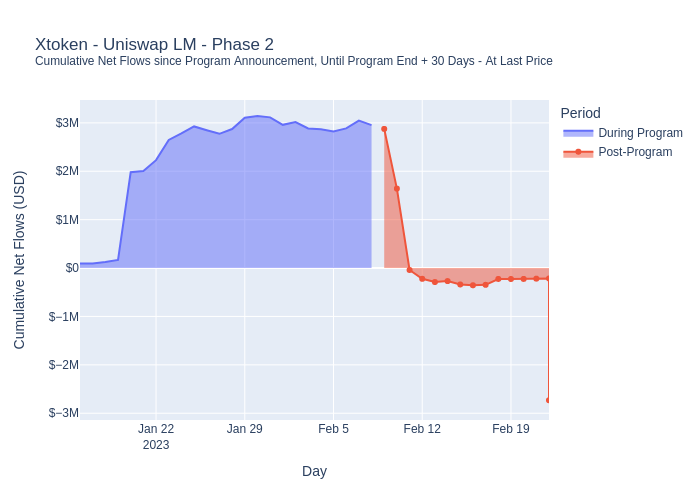 Xtoken - Uniswap LM - Phase 2
Cumulative Net Flows since Program Announcement, Until Program End + 30 Days - At Last Price
Period
During Program
Post-Program
Cumulative Net Flows (USD)
$3M
$2M
$1M
$0
$−1M
$−2M
$−3M
Jan 22
2023
Jan 29
Feb 5
Feb 12
Feb 19
Day